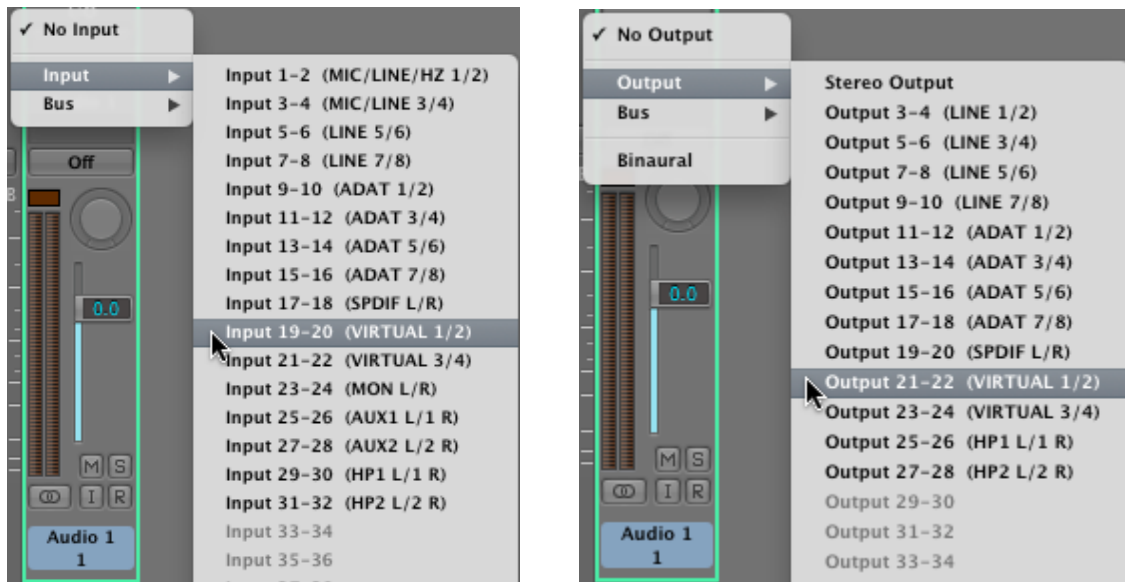 ✓ No Input
Input
Bus
Input 1-2 (MIC/LINE/HZ 1/2)
Input 3-4 (MIC/LINE 3/4)
Input 5-6 (LINE 5/6)
Input 7-8 (LINE 7/8)
Input 9-10 (ADAT 1/2)
Input 11-12 (ADAT 3/4)
Input 13-14 (ADAT 5/6)
Input 15-16 (ADAT 7/8)
Input 17-18 (SPDIF L/R)
Input 19-20 (VIRTUAL 1/2)
Input 21-22 (VIRTUAL 3/4)
Input 23-24 (MON L/R)
Input 25-26 (AUX1 L/1 R)
Input 27-28 (AUX2 L/2 R)
Input 29-30 (HP1 L/1 R)
Input 31-32 (HP2 L/2 R)
Input 33-34
Input 35-36
Off
0.0
M S
I R
Audio 1
1
✓ No Output
Output
Bus
Binaural
Stereo Output
Output 3-4 (LINE 1/2)
Output 5-6 (LINE 3/4)
Output 7-8 (LINE 5/6)
Output 9-10 (LINE 7/8)
Output 11-12 (ADAT 1/2)
Output 13-14 (ADAT 3/4)
Output 15-16 (ADAT 5/6)
Output 17-18 (ADAT 7/8)
Output 19-20 (SPDIF L/R)
Output 21-22 (VIRTUAL 1/2)
Output 23-24 (VIRTUAL 3/4)
Output 25-26 (HP1 L/1 R)
Output 27-28 (HP2 L/2 R)
Output 29-30
Output 31-32
Output 33-34
0.0
M S
I R
Audio 1
1